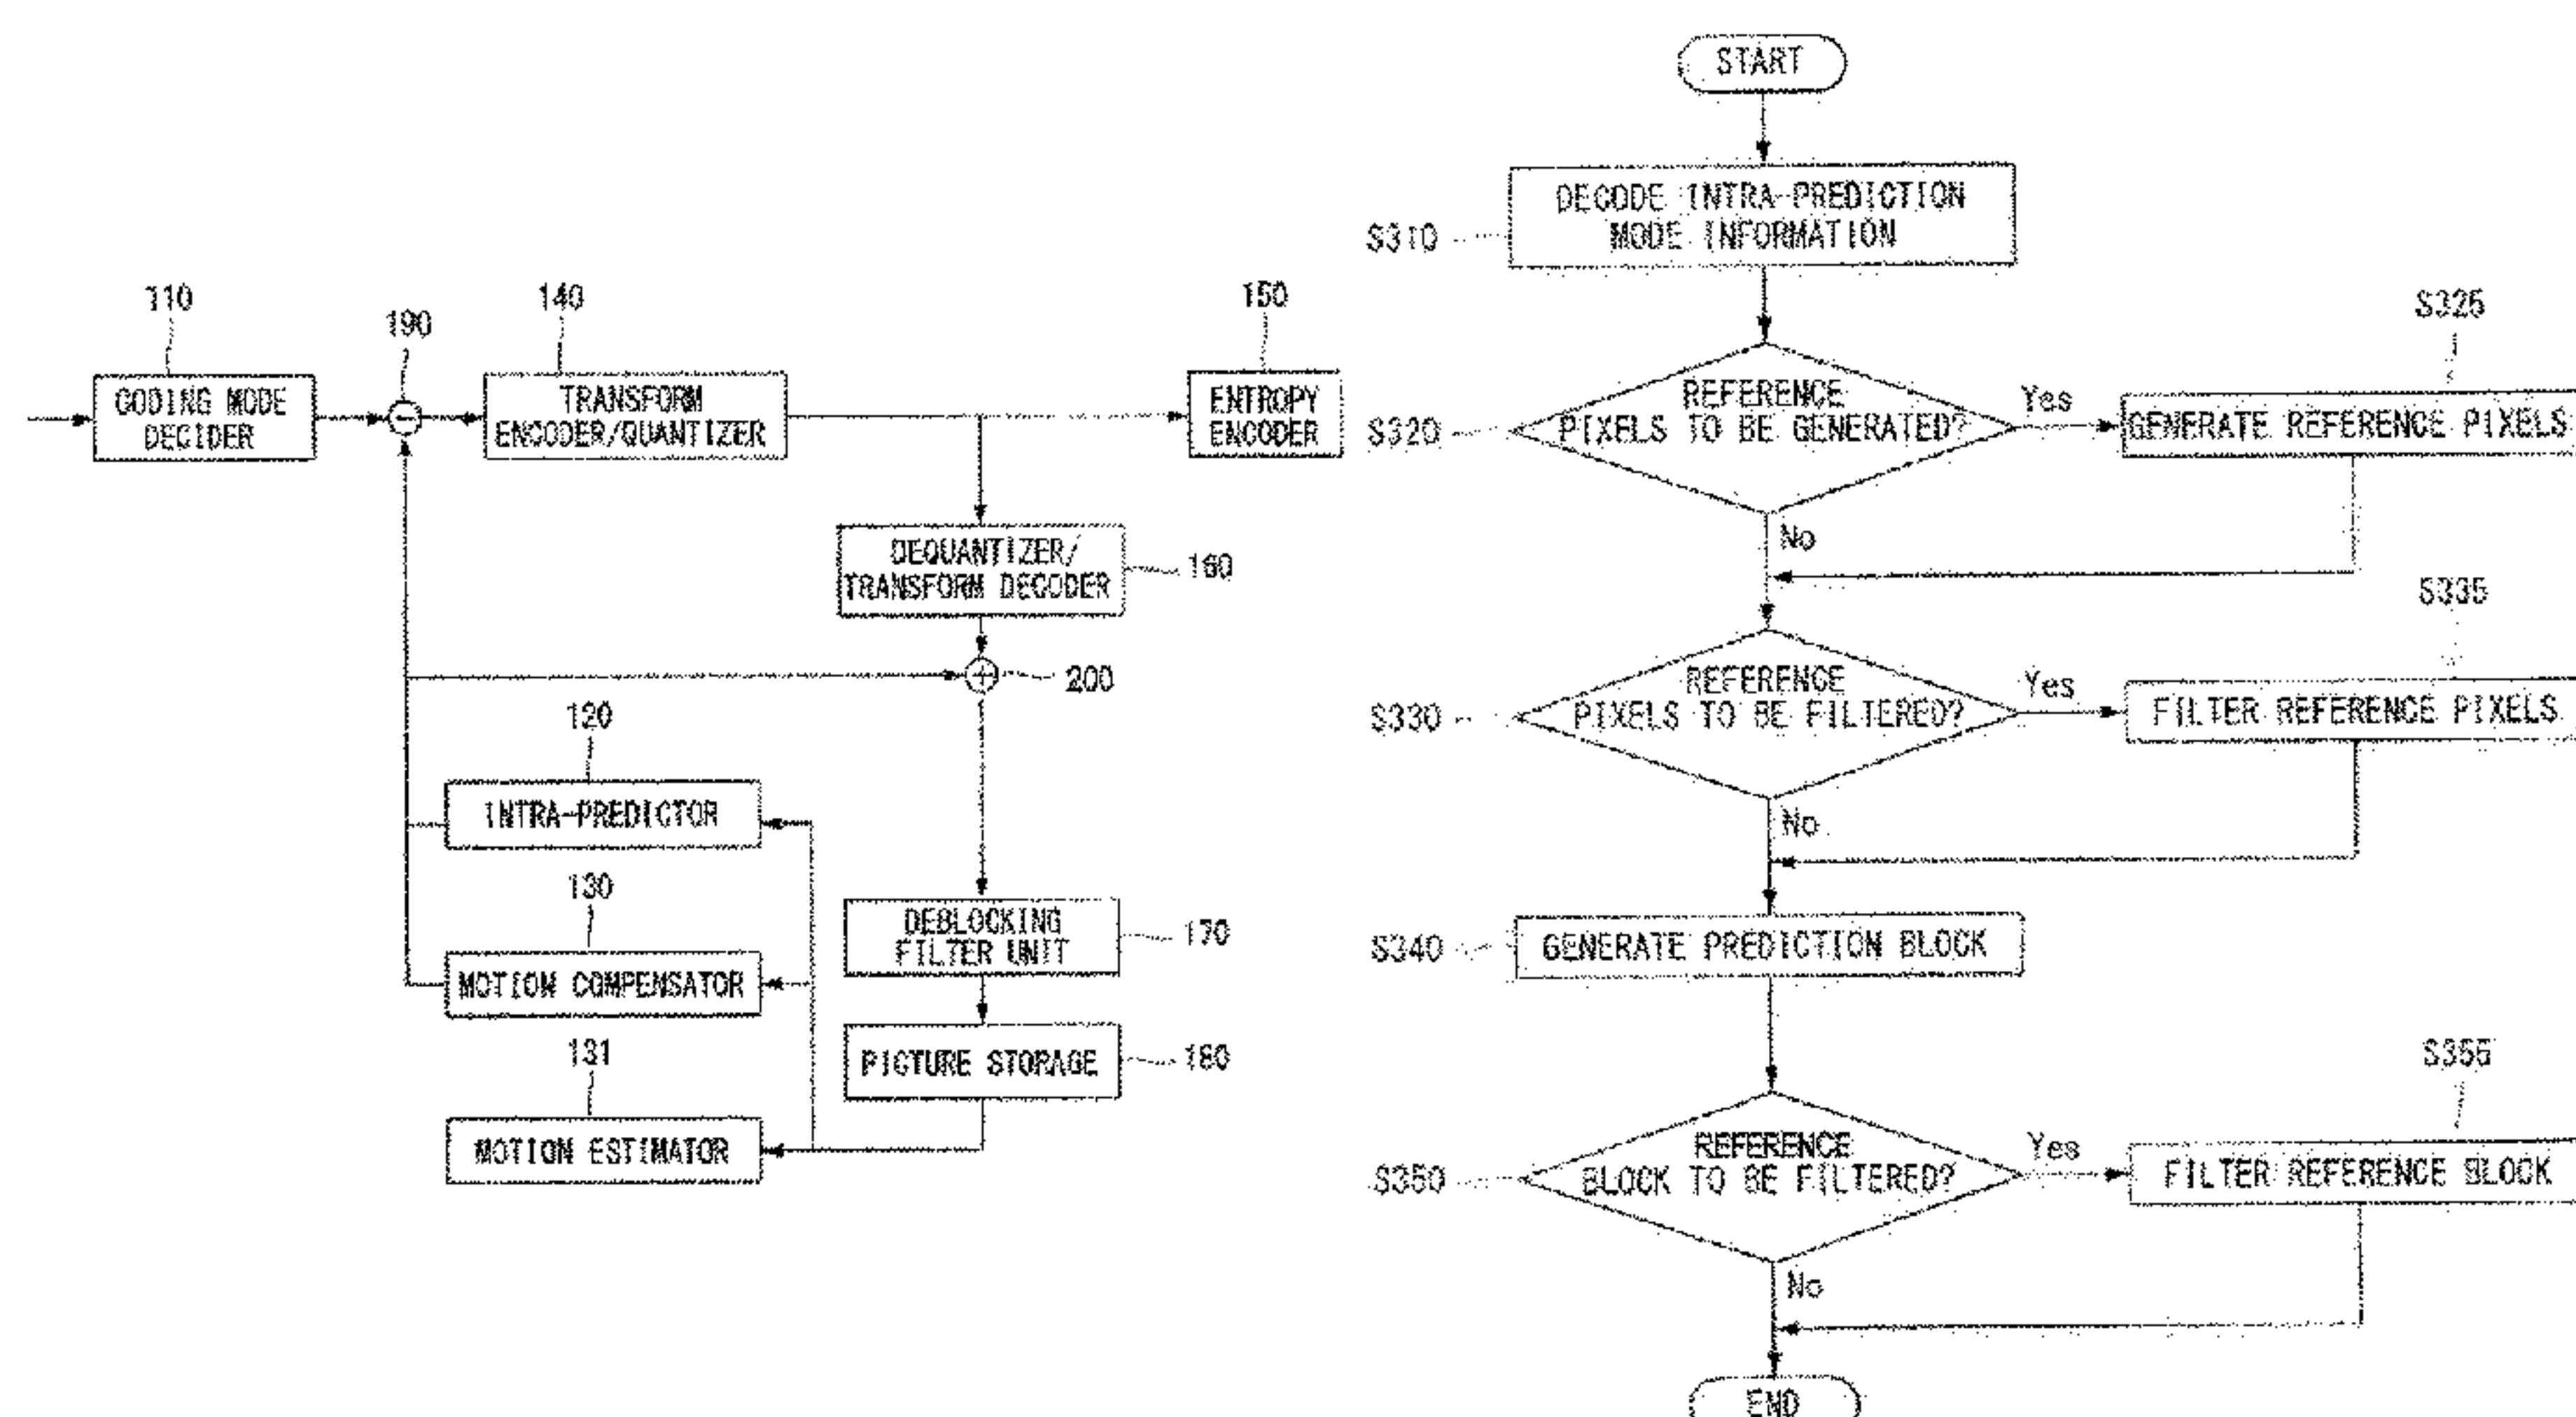 110
190
140
150
CODING MODE
DECIDER
TRANSFORM
ENCODER/QUANTIZER
ENTROPY
ENCODER
DEQUANTIZER/
TRANSFORM DECODER
160
200
120
INTRA-PREDICTOR
130
MOTION COMPENSATOR
131
MOTION ESTIMATOR
DEBLOCKING
FILTER UNIT
170
PICTURE STORAGE
180
START
S310
DECODE INTRA-PREDICTION
MODE INFORMATION
S320
REFERENCE
PIXELS TO BE GENERATED?
Yes
S325
GENERATE REFERENCE PIXELS
No
S330
REFERENCE
PIXELS TO BE FILTERED?
Yes
S335
FILTER REFERENCE PIXELS
No
S340
GENERATE PREDICTION BLOCK
S350
REFERENCE
BLOCK TO BE FILTERED?
Yes
S355
FILTER REFERENCE BLOCK
No
END